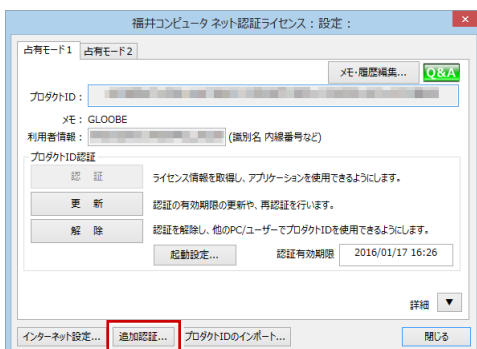 福井コンピュータ ネット認証ライセンス : 設定 :
占有モード1 占有モード2
メモ・履歴編集... Q&A
プロダクトID :
メモ : GLOOBE
利用者情報 : (識別名 内線番号など)
プロダクトID認証
認 証 ライセンス情報を取得し、アプリケーションを使用できるようにします。
更 新 認証の有効期限の更新や、再認証を行います。
解 除 認証を解除し、他のPC/ユーザーでプロダクトIDを使用できるようにします。
起動設定... 認証有効期限 2016/01/17 16:26
詳細 ▼
インターネット設定... 追加認証... プロダクトIDのインポート... 閉じる